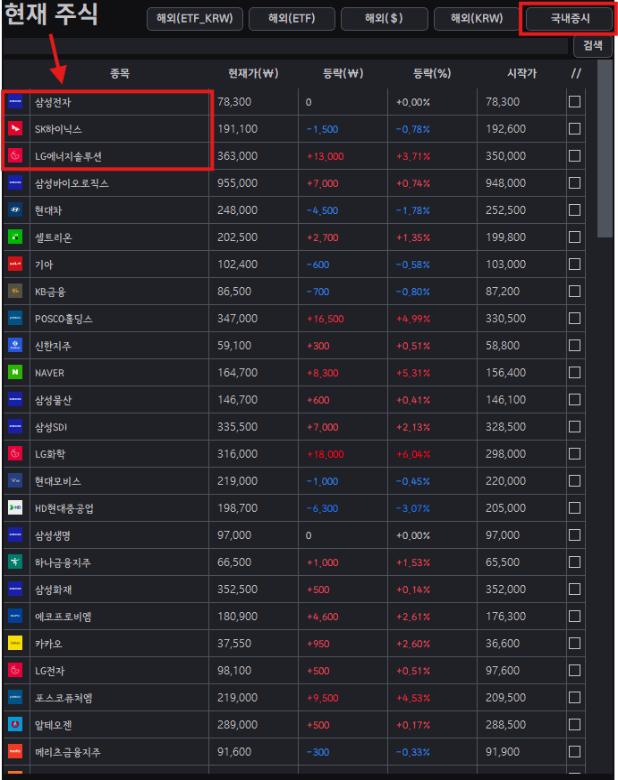 현재 주식 해외(ETF_KRW) 해외(ETF) 해외($) 해외(KRW) 국내증시
검색
종목 현재가(₩) 등락(₩) 등락(%) 시작가 //
삼성전자 78,300 0 +0.00% 78,300
SK하이닉스 191,100 -1,500 -0.78% 192,600
LG에너지솔루션 363,000 +13,000 +3.71% 350,000
삼성바이오로직스 955,000 +7,000 +0.74% 948,000
현대차 248,000 -4,500 -1.78% 252,500
셀트리온 202,500 +2,700 +1.35% 199,800
기아 102,400 -600 -0.58% 103,000
KB금융 86,500 -700 -0.80% 87,200
POSCO홀딩스 347,000 +16,500 +4.99% 330,500
신한지주 59,100 +300 +0.51% 58,800
NAVER 164,700 +8,300 +5.31% 156,400
삼성물산 146,700 +600 +0.41% 146,100
삼성SDI 335,500 +7,000 +2.13% 328,500
LG화학 316,000 +18,000 +6.04% 298,000
현대모비스 219,000 -1,000 -0.45% 220,000
HD현대중공업 198,700 -6,300 -3.07% 205,000
삼성생명 97,000 0 +0.00% 97,000
하나금융지주 66,500 +1,000 +1.53% 65,500
삼성화재 352,500 +500 +0.14% 352,000
에코프로비엠 180,900 +4,600 +2.61% 176,300
카카오 37,550 +950 +2.60% 36,600
LG전자 98,100 +500 +0.51% 97,600
포스코퓨처엠 219,000 +9,500 +4.53% 209,500
알테오젠 289,000 +500 +0.17% 288,500
메리츠금융지주 91,600 -300 -0.33% 91,900